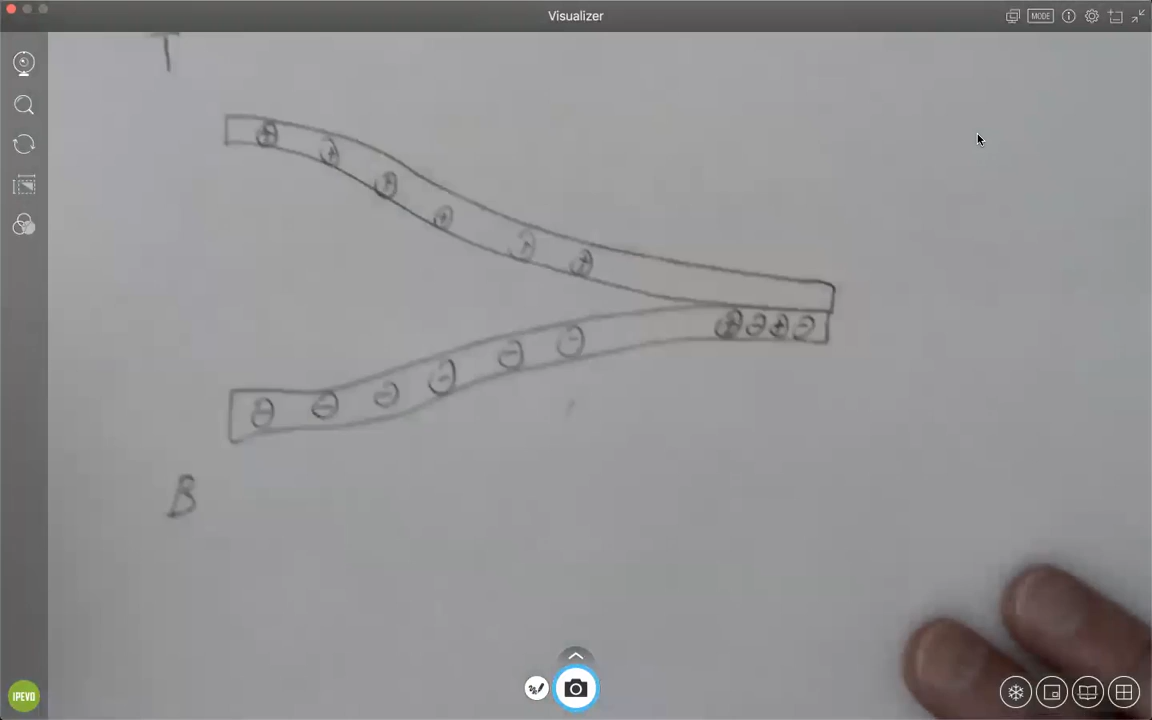 Visualizer
MODE
T
+ + + + + +
- - - - - -
+ - + -
B
IPEVO